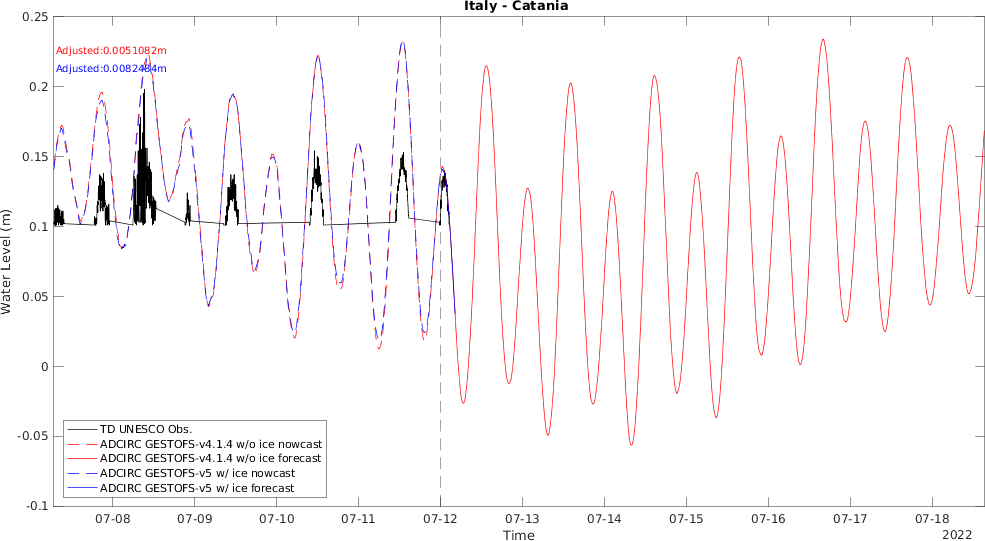 Italy - Catania
0.25
Adjusted:0.0051082m
Adjusted:0.0082484m
0.2
0.15
0.1
0.05
0
-0.05
-0.1
Water Level (m)
TD UNESCO Obs.
ADCIRC GESTOFS-v4.1.4 w/o ice nowcast
ADCIRC GESTOFS-v4.1.4 w/o ice forecast
ADCIRC GESTOFS-v5 w/ ice nowcast
ADCIRC GESTOFS-v5 w/ ice forecast
07-08 07-09 07-10 07-11 07-12 07-13 07-14 07-15 07-16 07-17 07-18
Time
2022